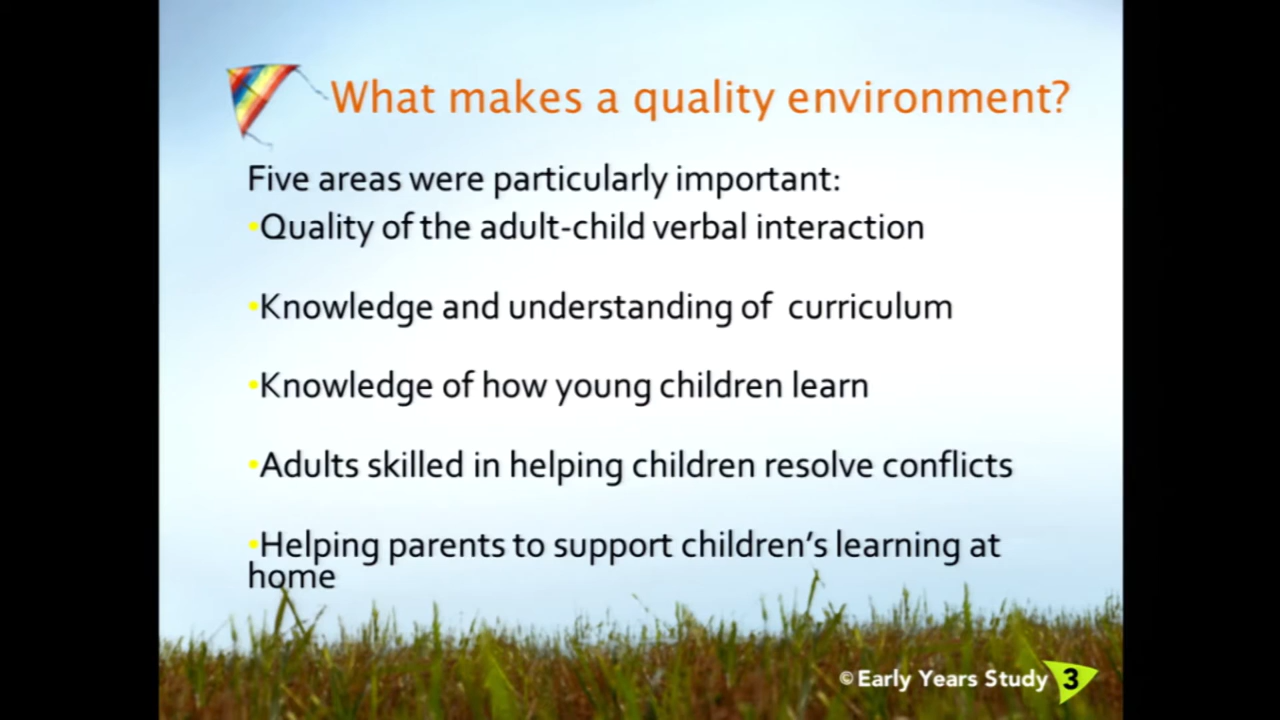 What makes a quality environment?
Five areas were particularly important:
•Quality of the adult-child verbal interaction
•Knowledge and understanding of  curriculum
•Knowledge of how young children learn
•Adults skilled in helping children resolve conflicts
•Helping parents to support children’s learning at
home
© Early Years Study 3